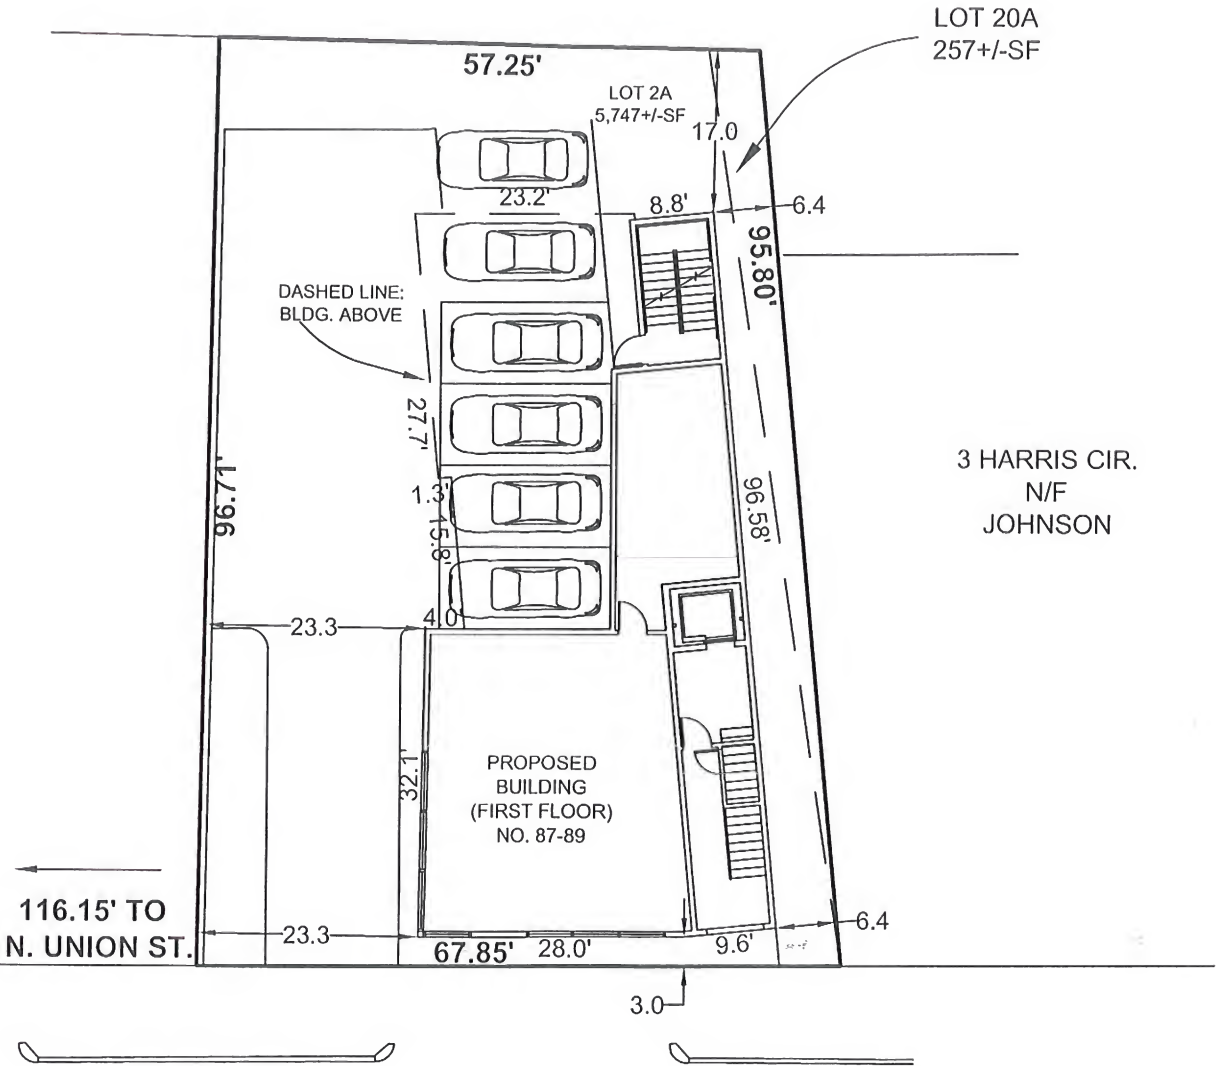 LOT 20A
257+/-SF
57.25'
LOT 2A
5,747+/-SF
17.0
23.2'
8.8'
6.4
95.80'
DASHED LINE:
BLDG. ABOVE
27.7'
3 HARRIS CIR.
N/F
JOHNSON
96.71'
1.3'
15.8'
96.58'
4.0
23.3
32.1'
PROPOSED
BUILDING
(FIRST FLOOR)
NO. 87-89
116.15' TO
N. UNION ST.
23.3
67.85'
28.0'
9.6'
6.4
3.0